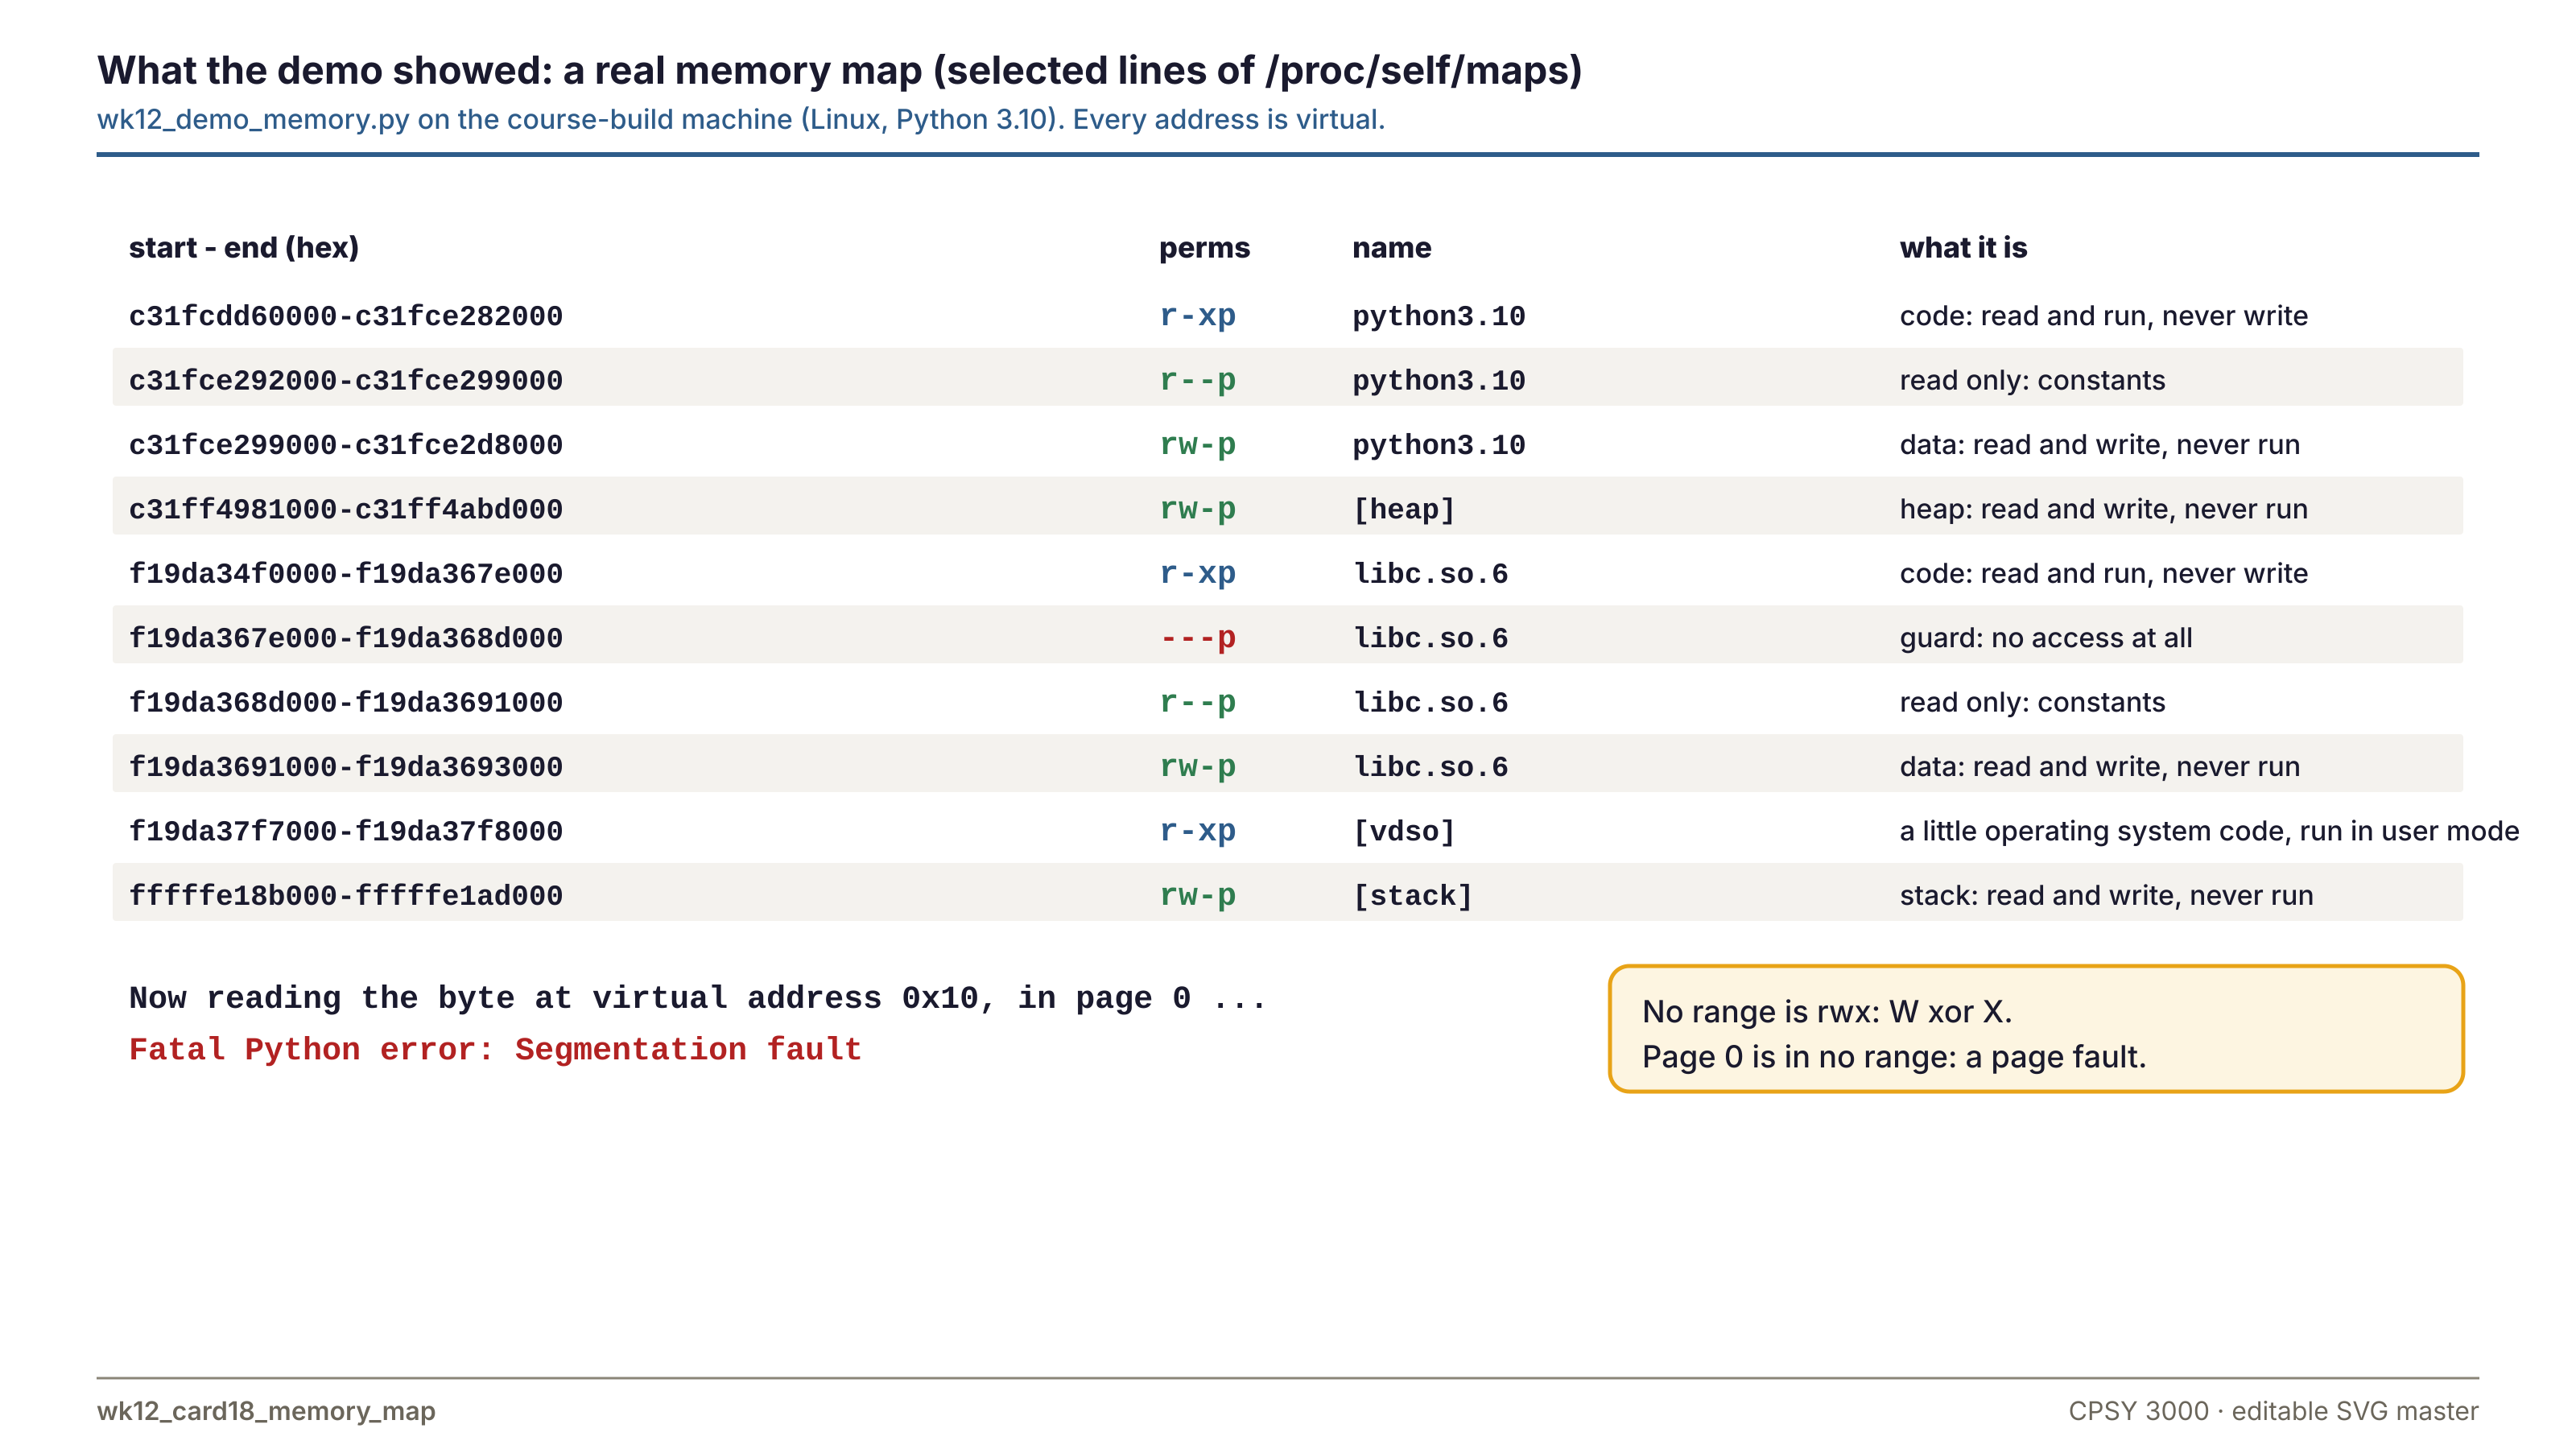 What the demo showed: a real memory map (selected lines of /proc/self/maps)
wk12_demo_memory.py on the course-build machine (Linux, Python 3.10). Every address is virtual.
start - end (hex) perms name what it is
c31fcdd60000-c31fce282000 r-xp python3.10 code: read and run, never write
c31fce292000-c31fce299000 r--p python3.10 read only: constants
c31fce299000-c31fce2d8000 rw-p python3.10 data: read and write, never run
c31ff4981000-c31ff4abd000 rw-p [heap] heap: read and write, never run
f19da34f0000-f19da367e000 r-xp libc.so.6 code: read and run, never write
f19da367e000-f19da368d000 ---p libc.so.6 guard: no access at all
f19da368d000-f19da3691000 r--p libc.so.6 read only: constants
f19da3691000-f19da3693000 rw-p libc.so.6 data: read and write, never run
f19da37f7000-f19da37f8000 r-xp [vdso] a little operating system code, run in user mode
fffffe18b000-fffffe1ad000 rw-p [stack] stack: read and write, never run
Now reading the byte at virtual address 0x10, in page 0 ...
Fatal Python error: Segmentation fault
No range is rwx: W xor X.
Page 0 is in no range: a page fault.
wk12_card18_memory_map
CPSY 3000 · editable SVG master